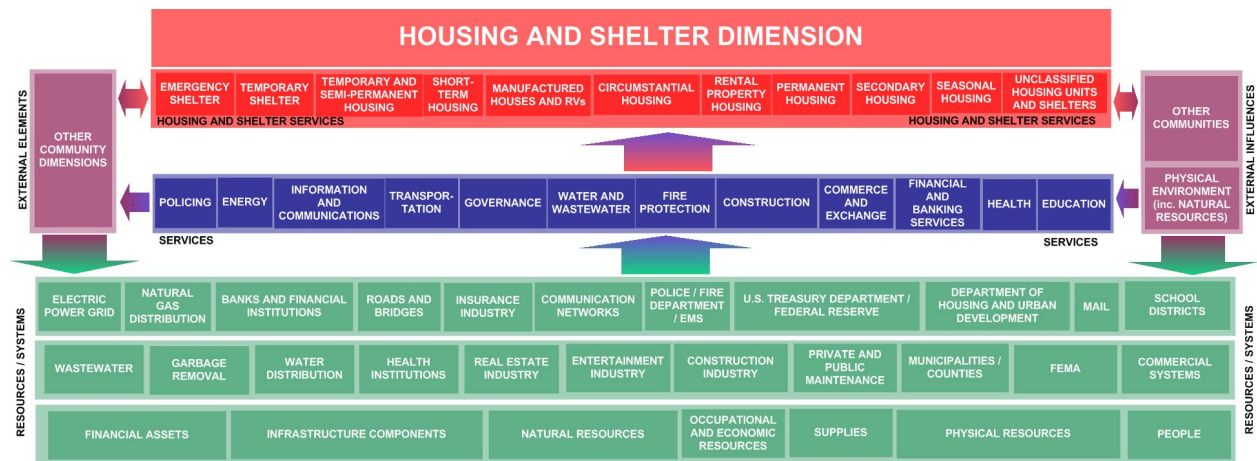 HOUSING AND SHELTER DIMENSION
EMERGENCY
SHELTER
TEMPORARY
SHELTER
TEMPORARY AND
SEMI-PERMANENT
HOUSING
SHORT-
TERM
HOUSING
MANUFACTURED
HOUSES AND RVs
CIRCUMSTANTIAL
HOUSING
RENTAL
PROPERTY
HOUSING
PERMANENT
HOUSING
SECONDARY
HOUSING
SEASONAL
HOUSING
UNCLASSIFIED
HOUSING UNITS
AND SHELTERS
HOUSING AND SHELTER SERVICES
HOUSING AND SHELTER SERVICES
EXTERNAL ELEMENTS
OTHER
COMMUNITY
DIMENSIONS
OTHER
COMMUNITIES
PHYSICAL
ENVIRONMENT
(inc. NATURAL
RESOURCES)
EXTERNAL INFLUENCES
POLICING
ENERGY
INFORMATION
AND
COMMUNICATIONS
TRANSPOR-
TATION
GOVERNANCE
WATER AND
WASTEWATER
FIRE
PROTECTION
CONSTRUCTION
COMMERCE
AND
EXCHANGE
FINANCIAL
AND
BANKING
SERVICES
HEALTH
EDUCATION
SERVICES
SERVICES
RESOURCES / SYSTEMS
ELECTRIC
POWER GRID
NATURAL
GAS
DISTRIBUTION
BANKS AND FINANCIAL
INSTITUTIONS
ROADS AND
BRIDGES
INSURANCE
INDUSTRY
COMMUNICATION
NETWORKS
POLICE / FIRE
DEPARTMENT
/ EMS
U.S. TREASURY DEPARTMENT /
FEDERAL RESERVE
DEPARTMENT OF
HOUSING AND URBAN
DEVELOPMENT
MAIL
SCHOOL
DISTRICTS
WASTEWATER
GARBAGE
REMOVAL
WATER
DISTRIBUTION
HEALTH
INSTITUTIONS
REAL ESTATE
INDUSTRY
ENTERTAINMENT
INDUSTRY
CONSTRUCTION
INDUSTRY
PRIVATE AND
PUBLIC
MAINTENANCE
MUNICIPALITIES /
COUNTIES
FEMA
COMMERCIAL
SYSTEMS
FINANCIAL ASSETS
INFRASTRUCTURE COMPONENTS
NATURAL RESOURCES
OCCUPATIONAL
AND ECONOMIC
RESOURCES
SUPPLIES
PHYSICAL RESOURCES
PEOPLE
RESOURCES / SYSTEMS